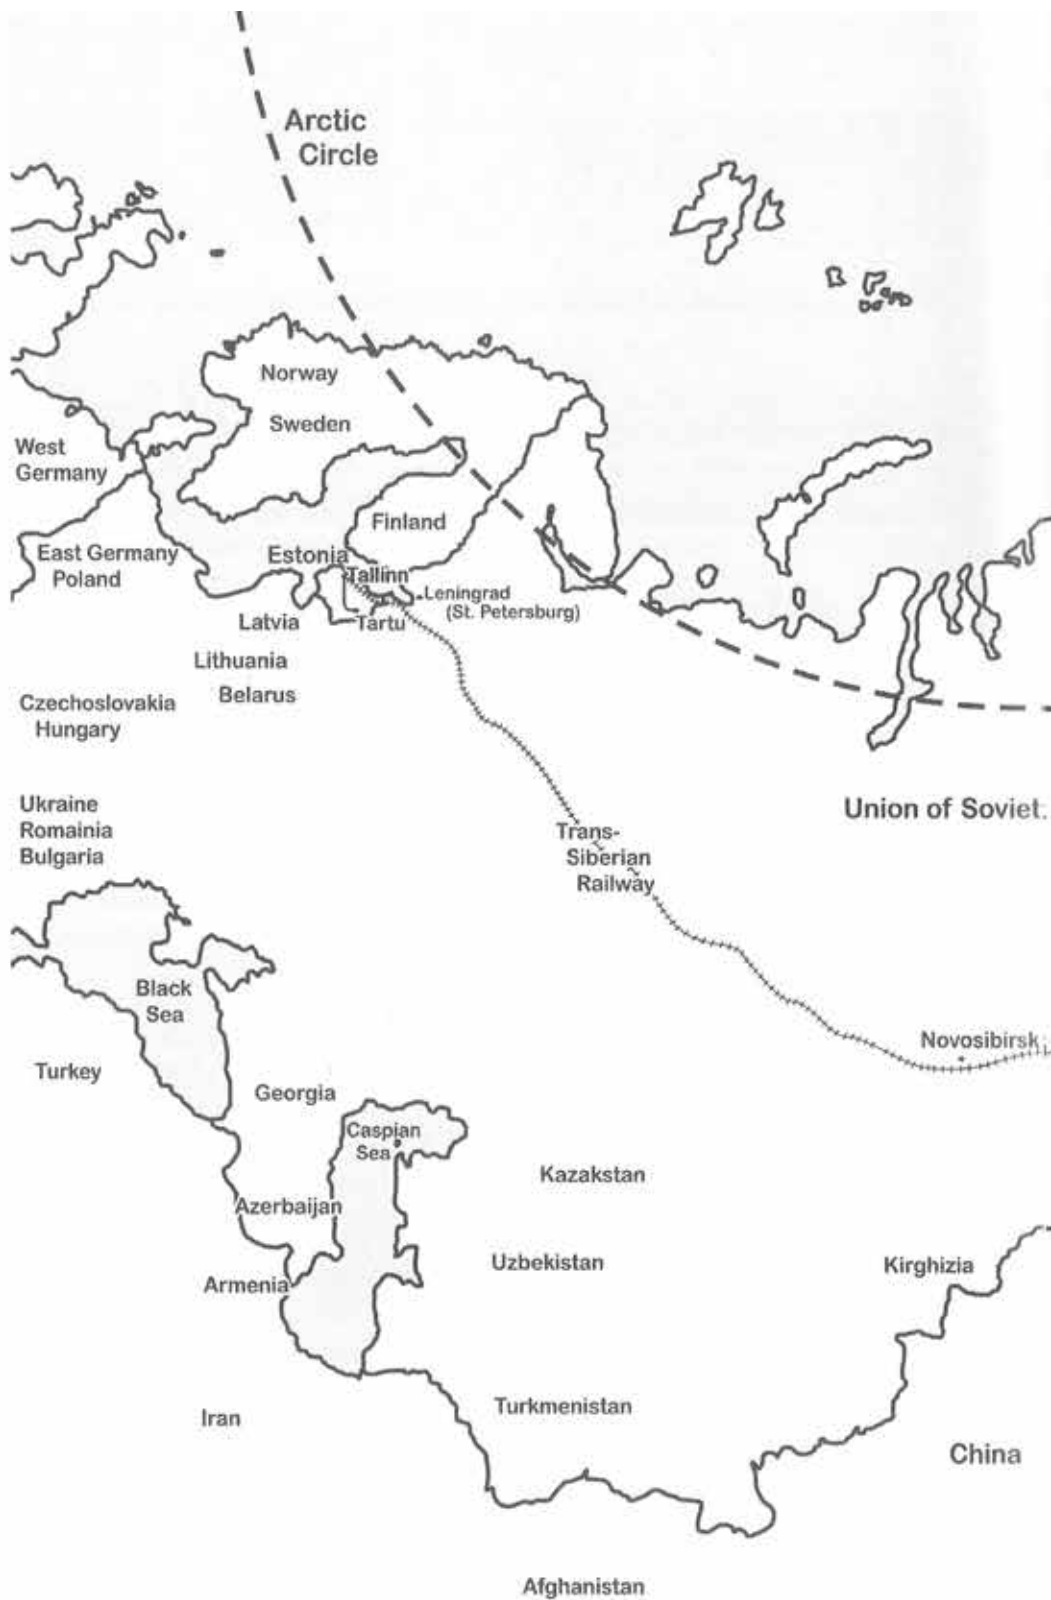 Arctic
Circle
Norway
Sweden
West
Germany
Finland
East Germany
Poland
Estonia
Tallinn
Leningrad
(St. Petersburg)
Latvia
Tartu
Lithuania
Belarus
Czechoslovakia
Hungary
Ukraine
Romainia
Bulgaria
Union of Soviet
Trans-
Siberian
Railway
Black
Sea
Novosibirsk
Turkey
Georgia
Caspian
Sea
Kazakstan
Azerbaijan
Uzbekistan
Kirghizia
Armenia
Turkmenistan
Iran
China
Afghanistan